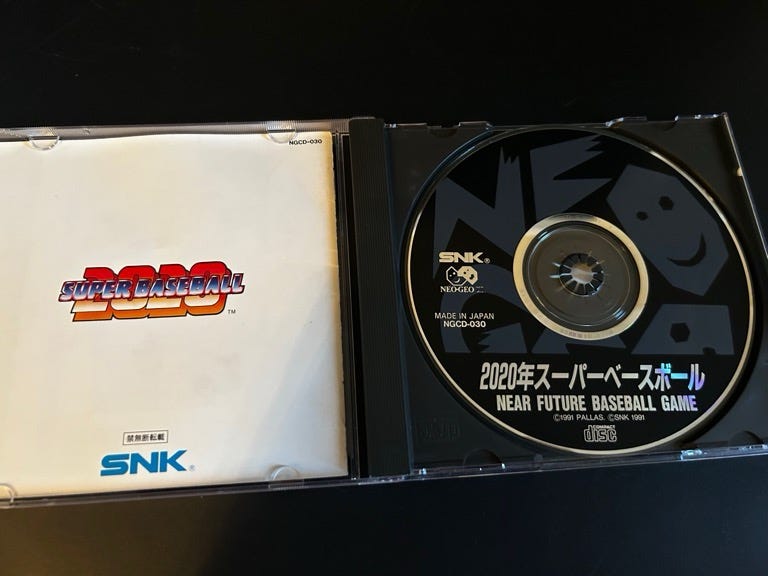 NGCD-030
2020
SUPER BASEBALL
TM
禁無断転載
SNK®
NEO GEO
SNK®
NEO·GEO
MADE IN JAPAN
NGCD-030
2020年スーパーベースボール
NEAR FUTURE BASEBALL GAME
©1991 PALLAS. ©SNK 1991
COMPACT
disc